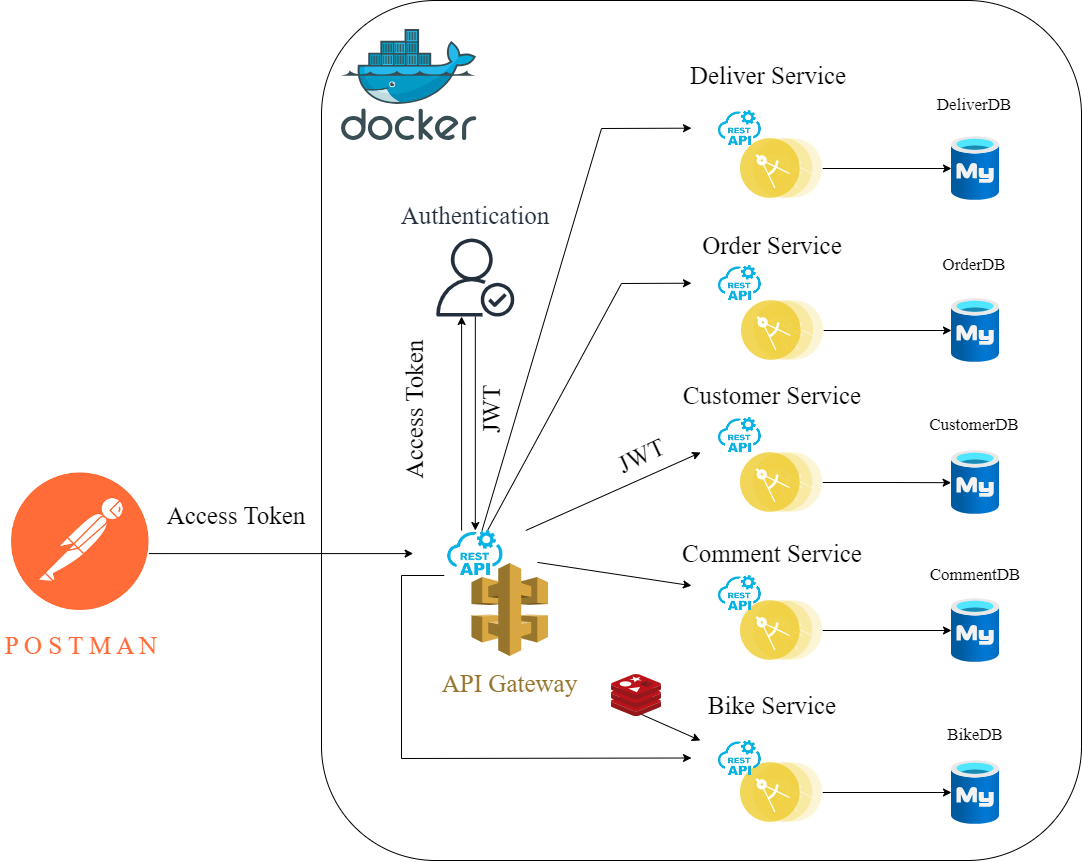 docker
Deliver Service
REST
API
DeliverDB
My
Authentication
Order Service
REST
API
OrderDB
My
Access Token
JWT
Customer Service
REST
API
CustomerDB
My
JWT
Access Token
POSTMAN
REST
API
API Gateway
Comment Service
REST
API
CommentDB
My
Bike Service
REST
API
BikeDB
My